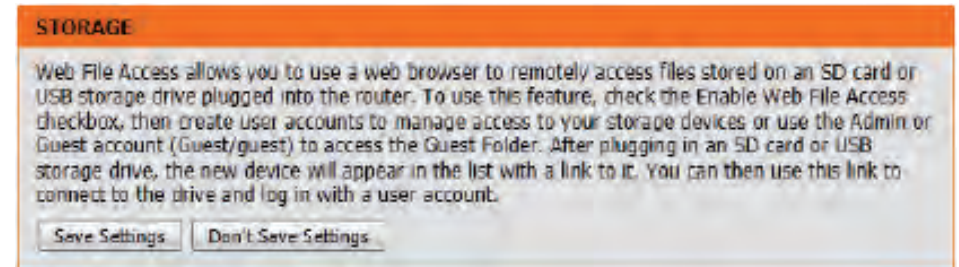 STORAGE
Web File Access allows you to use a web browser to remotely access files stored on an SD card or
USB storage drive plugged into the router. To use this feature, check the Enable Web File Access
checkbox, then create user accounts to manage access to your storage devices or use the Admin or
Guest account (Guest/guest) to access the Guest Folder. After plugging in an SD card or USB
storage drive, the new device will appear in the list with a link to it. You can then use this link to
connect to the drive and log in with a user account.
Save Settings Don't Save Settings